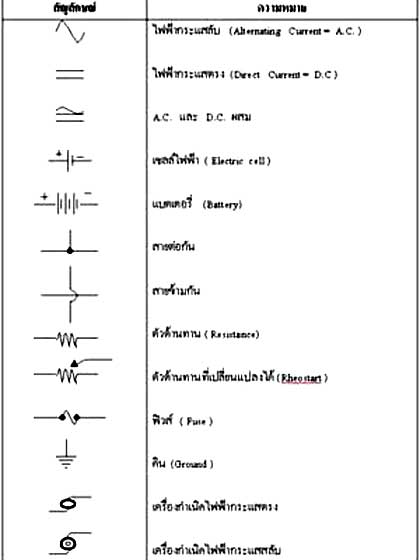 สัญลักษณ์ ความหมาย
ไฟฟ้ากระแสสลับ (Alternating Current = A.C.)
ไฟฟ้ากระแสตรง (Direct Current = D.C)
A.C. และ D.C. ผสม
เซลล์ไฟฟ้า ( Electric cell )
แบตเตอรี่ (Battery)
สายต่อกัน
สายข้ามกัน
ตัวต้านทาน ( Resistance)
ตัวต้านทานที่เปลี่ยนแปลงได้ (Rheostart )
ฟิวส์ ( Fuse )
ดิน (Ground )
เครื่องกำเนิดไฟฟ้ากระแสตรง
เครื่องกำเนิดไฟฟ้ากระแสสลับ